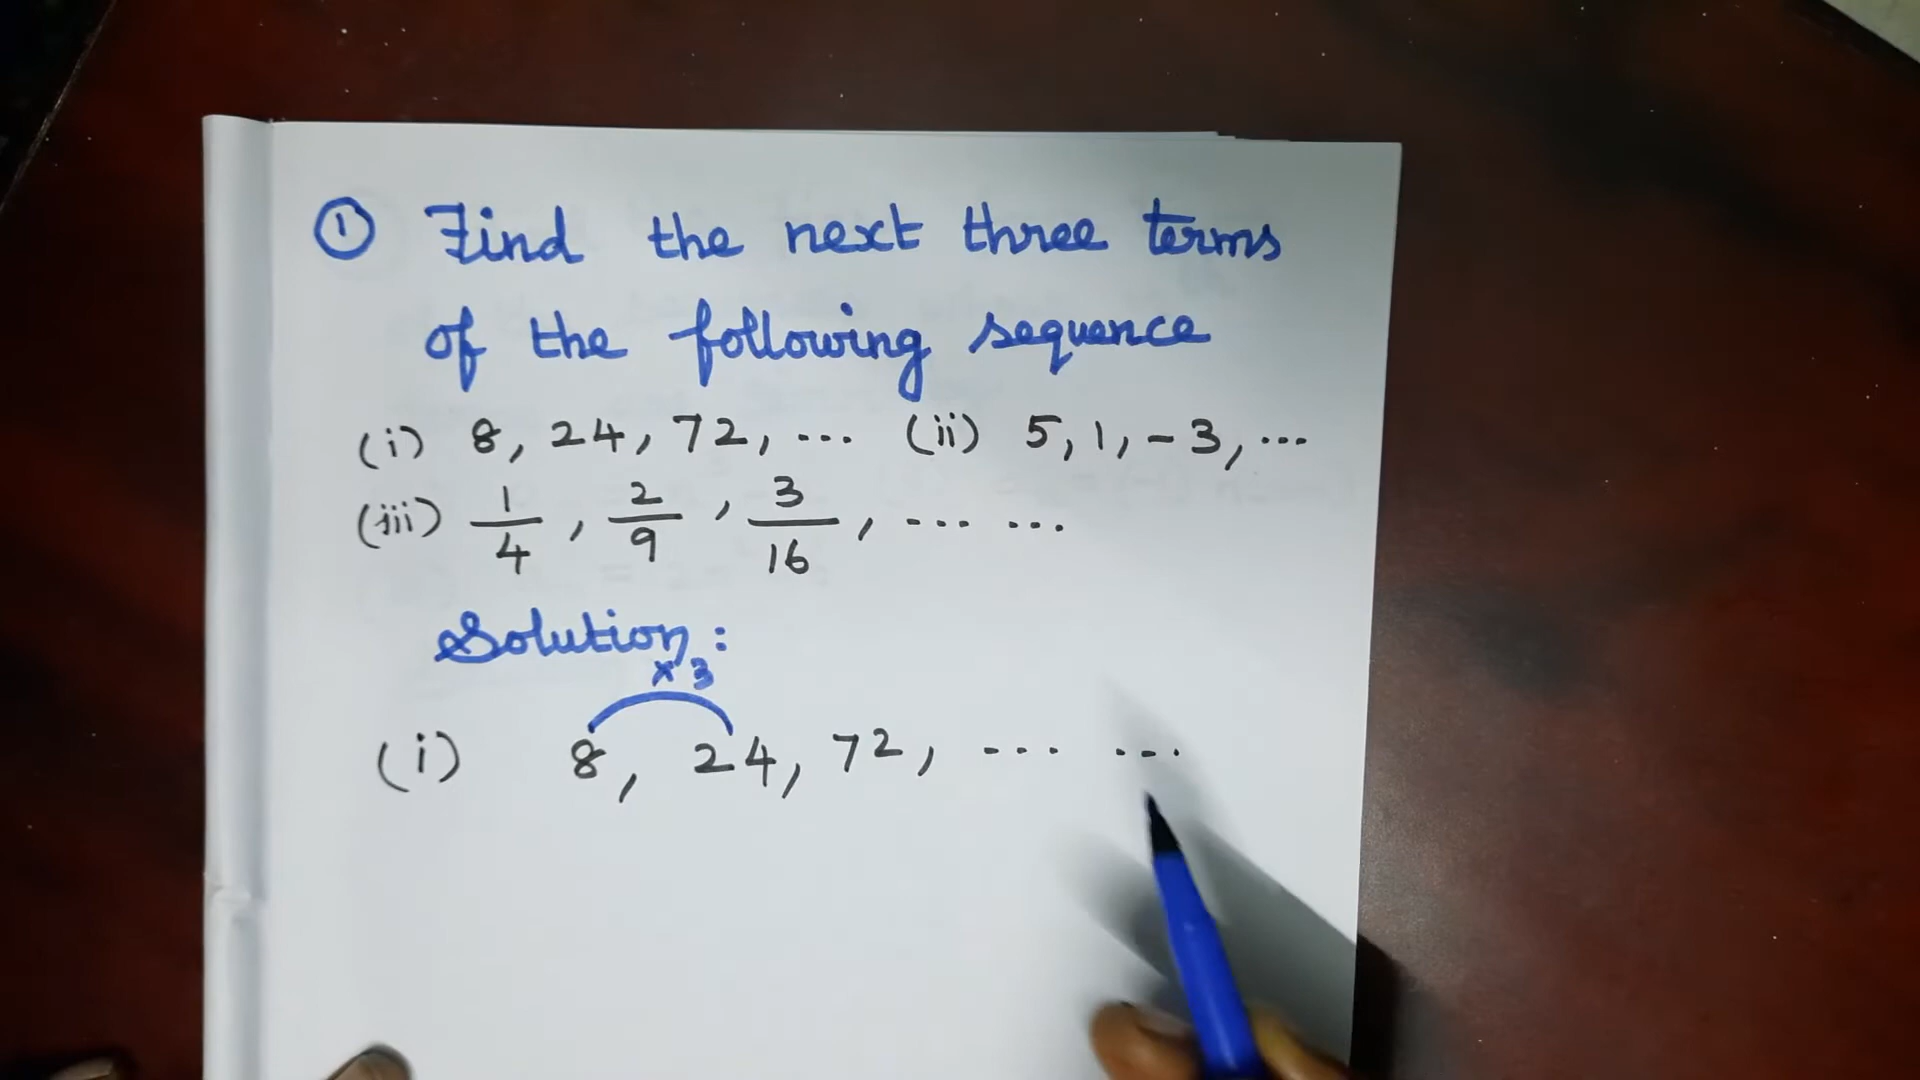 ① Find the next three terms
of the following sequence
(i) 8, 24, 72, ... (ii) 5, 1, -3, ...
(iii) 1/4, 2/9, 3/16, ... ...
Solution:
×3
(i) 8, 24, 72, ... ...